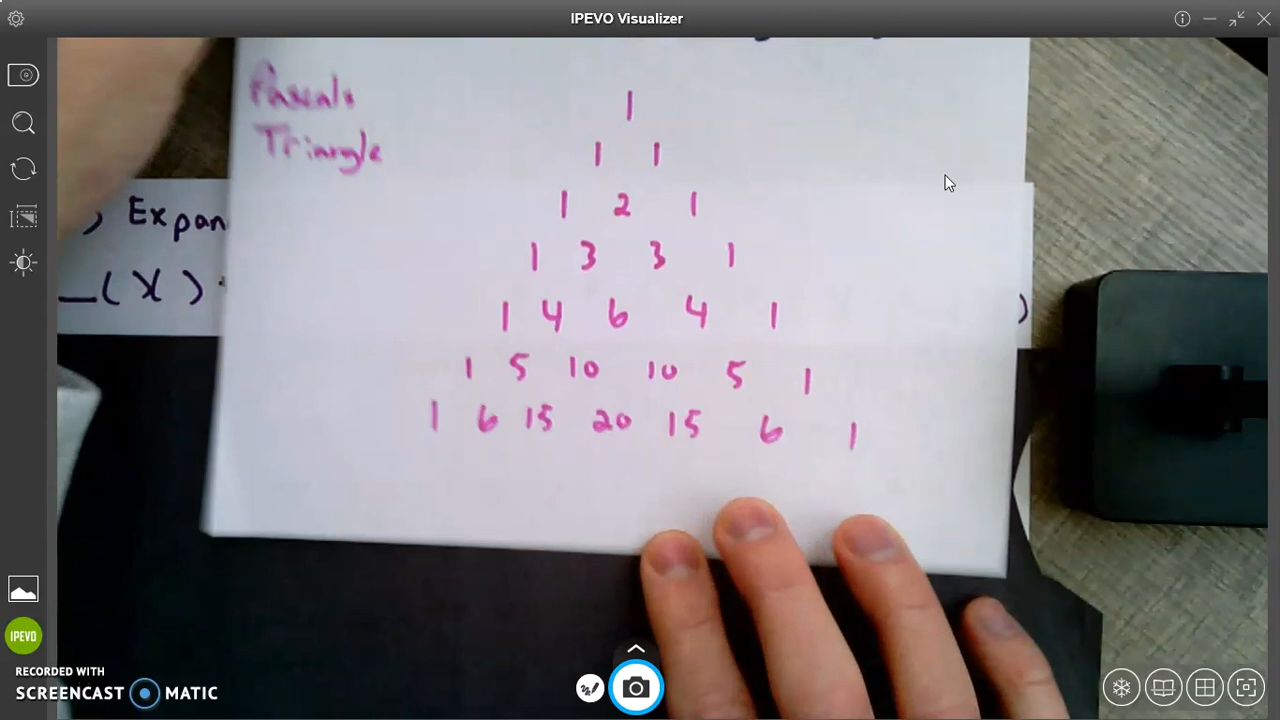 IPEVO Visualizer
Pascals
Triangle
1
1 1
1 2 1
1 3 3 1
1 4 6 4 1
1 5 10 10 5 1
1 6 15 20 15 6 1
) Expan
_(X)
)
IPEVO
RECORDED WITH
SCREENCAST MATIC